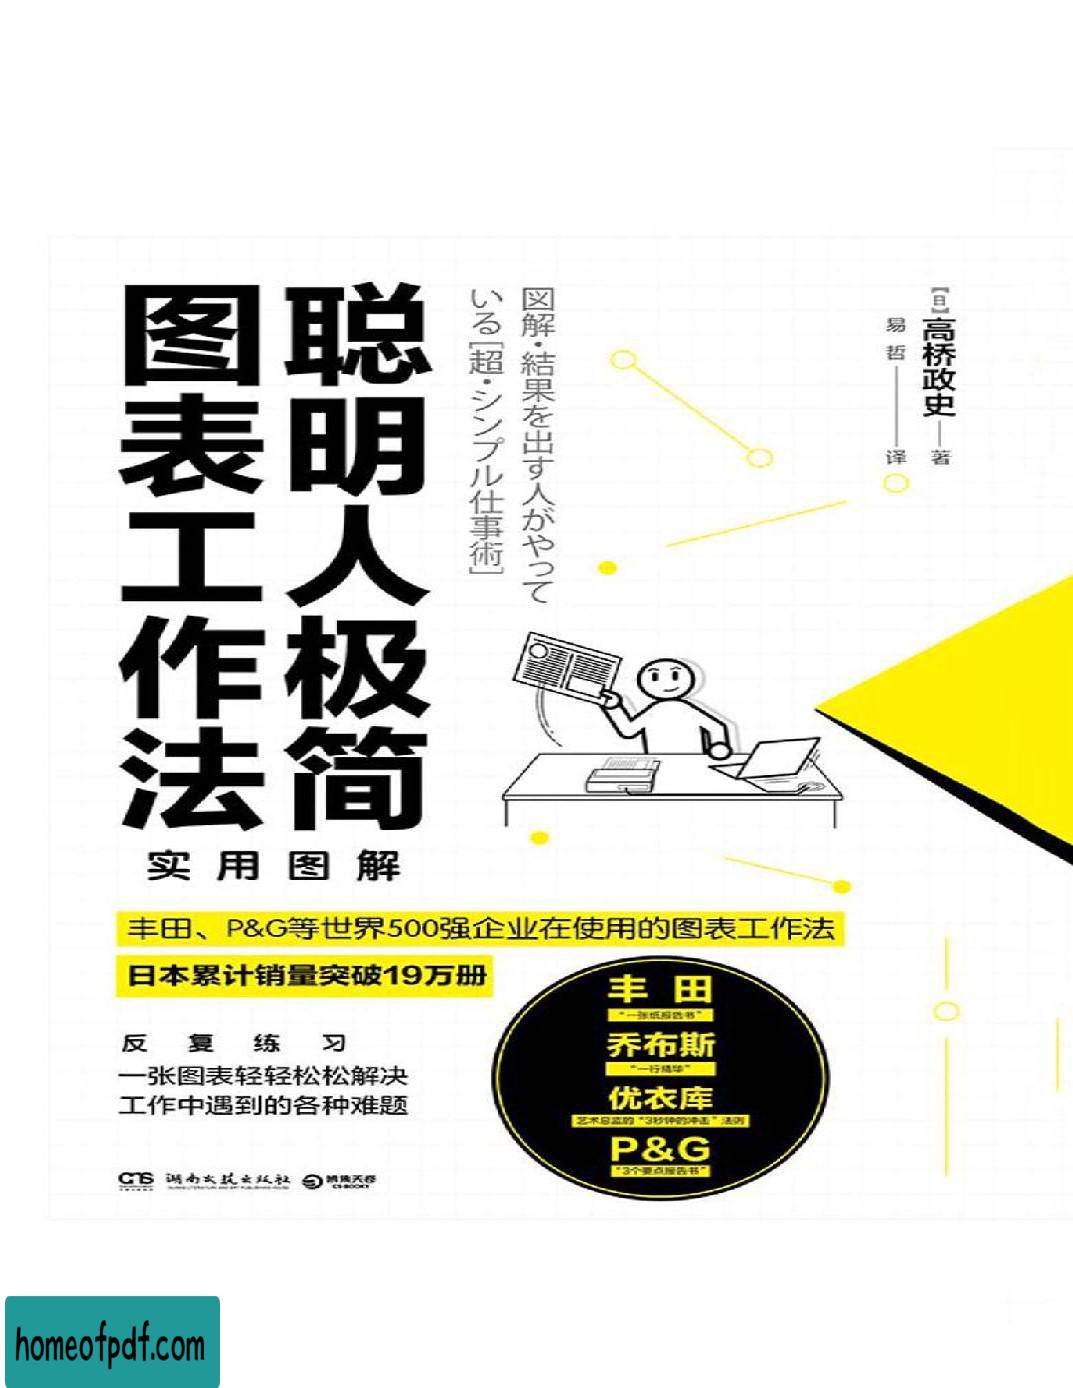 聪明人极简
图表工作法
实用图解
図解・結果を出す人がやって
いる[超・シンプル仕事術]
【日】高桥政史——著
易哲——译
丰田、P&G等世界500强企业在使用的图表工作法
日本累计销量突破19万册
反复练习
一张图表轻轻松松解决
工作中遇到的各种难题
丰田
“一张纸报告书”
乔布斯
“一行精华”
优衣库
艺术总监的“3秒钟的冲击”法则
P&G
“3个要点报告书”
湖南文艺出版社
博集天卷
CS-BOOKY
homeofpdf.com